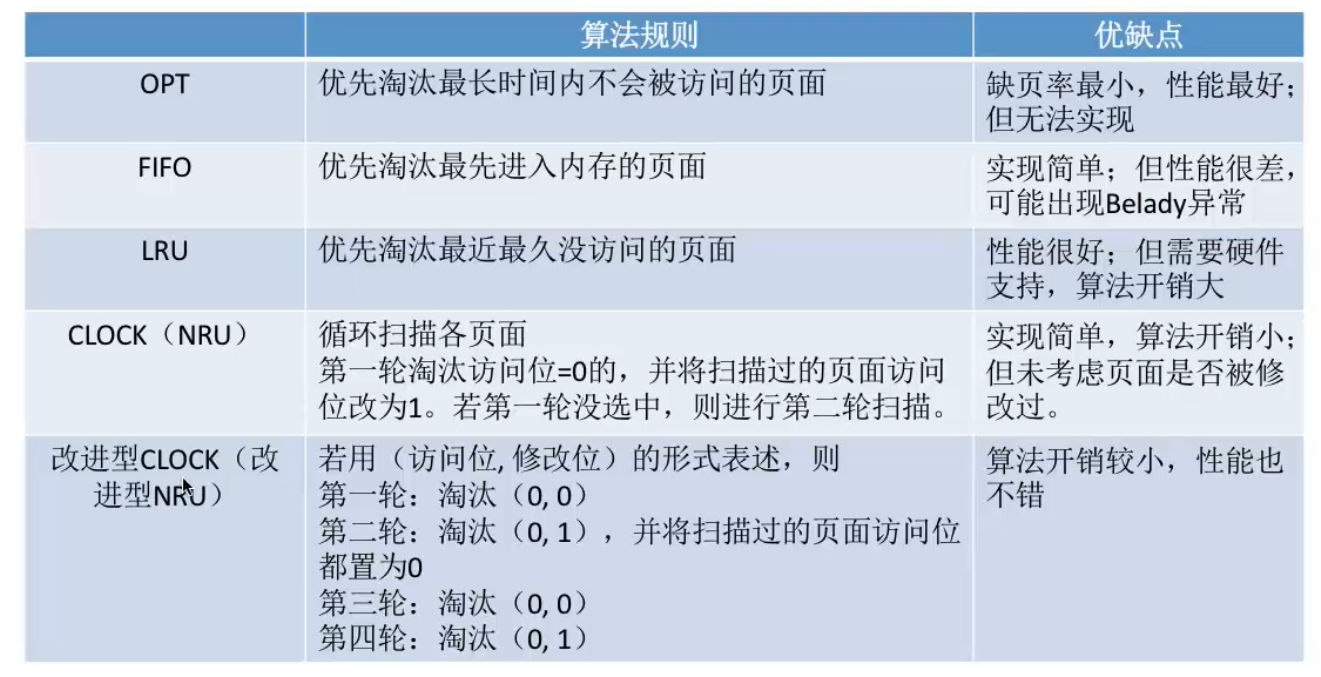 算法规则
优缺点
OPT
优先淘汰最长时间内不会被访问的页面
缺页率最小，性能最好；
但无法实现
FIFO
优先淘汰最先进入内存的页面
实现简单；但性能很差，
可能出现Belady异常
LRU
优先淘汰最近最久没访问的页面
性能很好；但需要硬件
支持，算法开销大
CLOCK（NRU）
循环扫描各页面
第一轮淘汰访问位=0的，并将扫描过的页面访问
位改为1。若第一轮没选中，则进行第二轮扫描。
实现简单，算法开销小；
但未考虑页面是否被修
改过。
改进型CLOCK（改
进型NRU）
若用（访问位, 修改位）的形式表述，则
第一轮：淘汰（0, 0）
第二轮：淘汰（0, 1），并将扫描过的页面访问位
都置为0
第三轮：淘汰（0, 0）
第四轮：淘汰（0, 1）
算法开销较小，性能也
不错